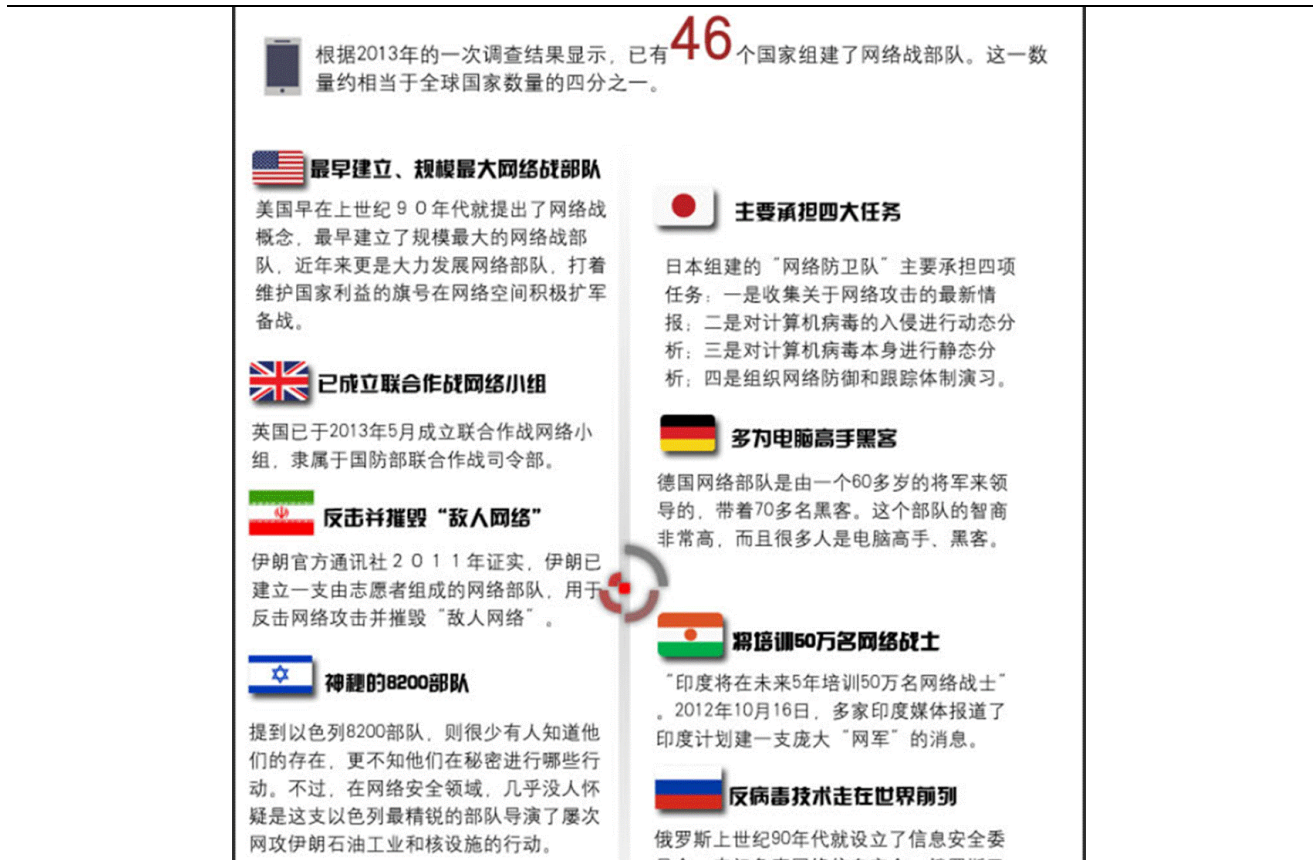 根据2013年的一次调查结果显示，已有46个国家组建了网络战部队。这一数
量约相当于全球国家数量的四分之一。
最早建立、规模最大网络战部队
美国早在上世纪９０年代就提出了网络战
概念，最早建立了规模最大的网络战部
队，近年来更是大力发展网络部队，打着
维护国家利益的旗号在网络空间积极扩军
备战。
已成立联合作战网络小组
英国已于2013年5月成立联合作战网络小
组，隶属于国防部联合作战司令部。
反击并摧毁“敌人网络”
伊朗官方通讯社２０１１年证实，伊朗已
建立一支由志愿者组成的网络部队，用于
反击网络攻击并摧毁“敌人网络”。
神秘的8200部队
提到以色列8200部队，则很少有人知道他
们的存在，更不知他们在秘密进行哪些行
动。不过，在网络安全领域，几乎没人怀
疑是这支以色列最精锐的部队导演了屡次
网攻伊朗石油工业和核设施的行动。
主要承担四大任务
日本组建的“网络防卫队”主要承担四项
任务：一是收集关于网络攻击的最新情
报；二是对计算机病毒的入侵进行动态分
析；三是对计算机病毒本身进行静态分
析；四是组织网络防御和跟踪体制演习。
多为电脑高手黑客
德国网络部队是由一个60多岁的将军来领
导的，带着70多名黑客。这个部队的智商
非常高，而且很多人是电脑高手、黑客。
将培训50万名网络战士
“印度将在未来5年培训50万名网络战士”
。2012年10月16日，多家印度媒体报道了
印度计划建一支庞大“网军”的消息。
反病毒技术走在世界前列
俄罗斯上世纪90年代就设立了信息安全委